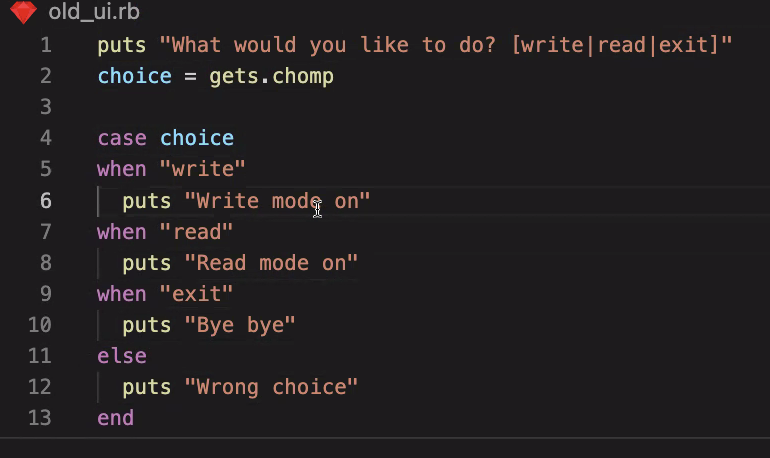 old_ui.rb
1 puts "What would you like to do? [write|read|exit]"
2 choice = gets.chomp
3
4 case choice
5 when "write"
6   puts "Write mode on"
7 when "read"
8   puts "Read mode on"
9 when "exit"
10   puts "Bye bye"
11 else
12   puts "Wrong choice"
13 end